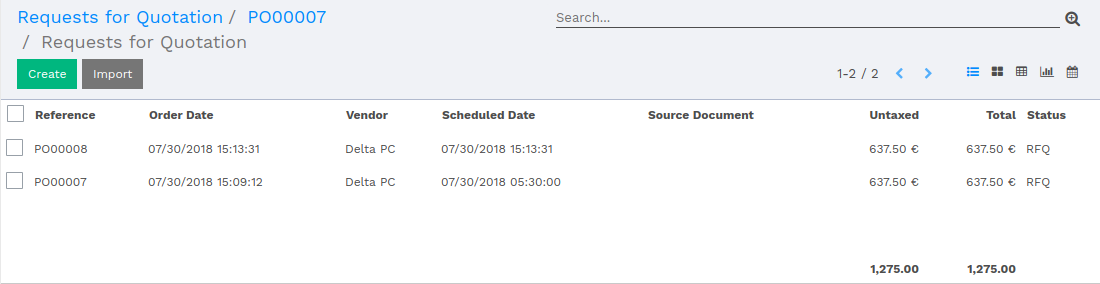 Requests for Quotation / PO00007
/ Requests for Quotation
Search...
Create Import
1-2 / 2
Reference Order Date Vendor Scheduled Date Source Document Untaxed Total Status
PO00008 07/30/2018 15:13:31 Delta PC 07/30/2018 15:13:31 637.50 € 637.50 € RFQ
PO00007 07/30/2018 15:09:12 Delta PC 07/30/2018 05:30:00 637.50 € 637.50 € RFQ
1,275.00 1,275.00